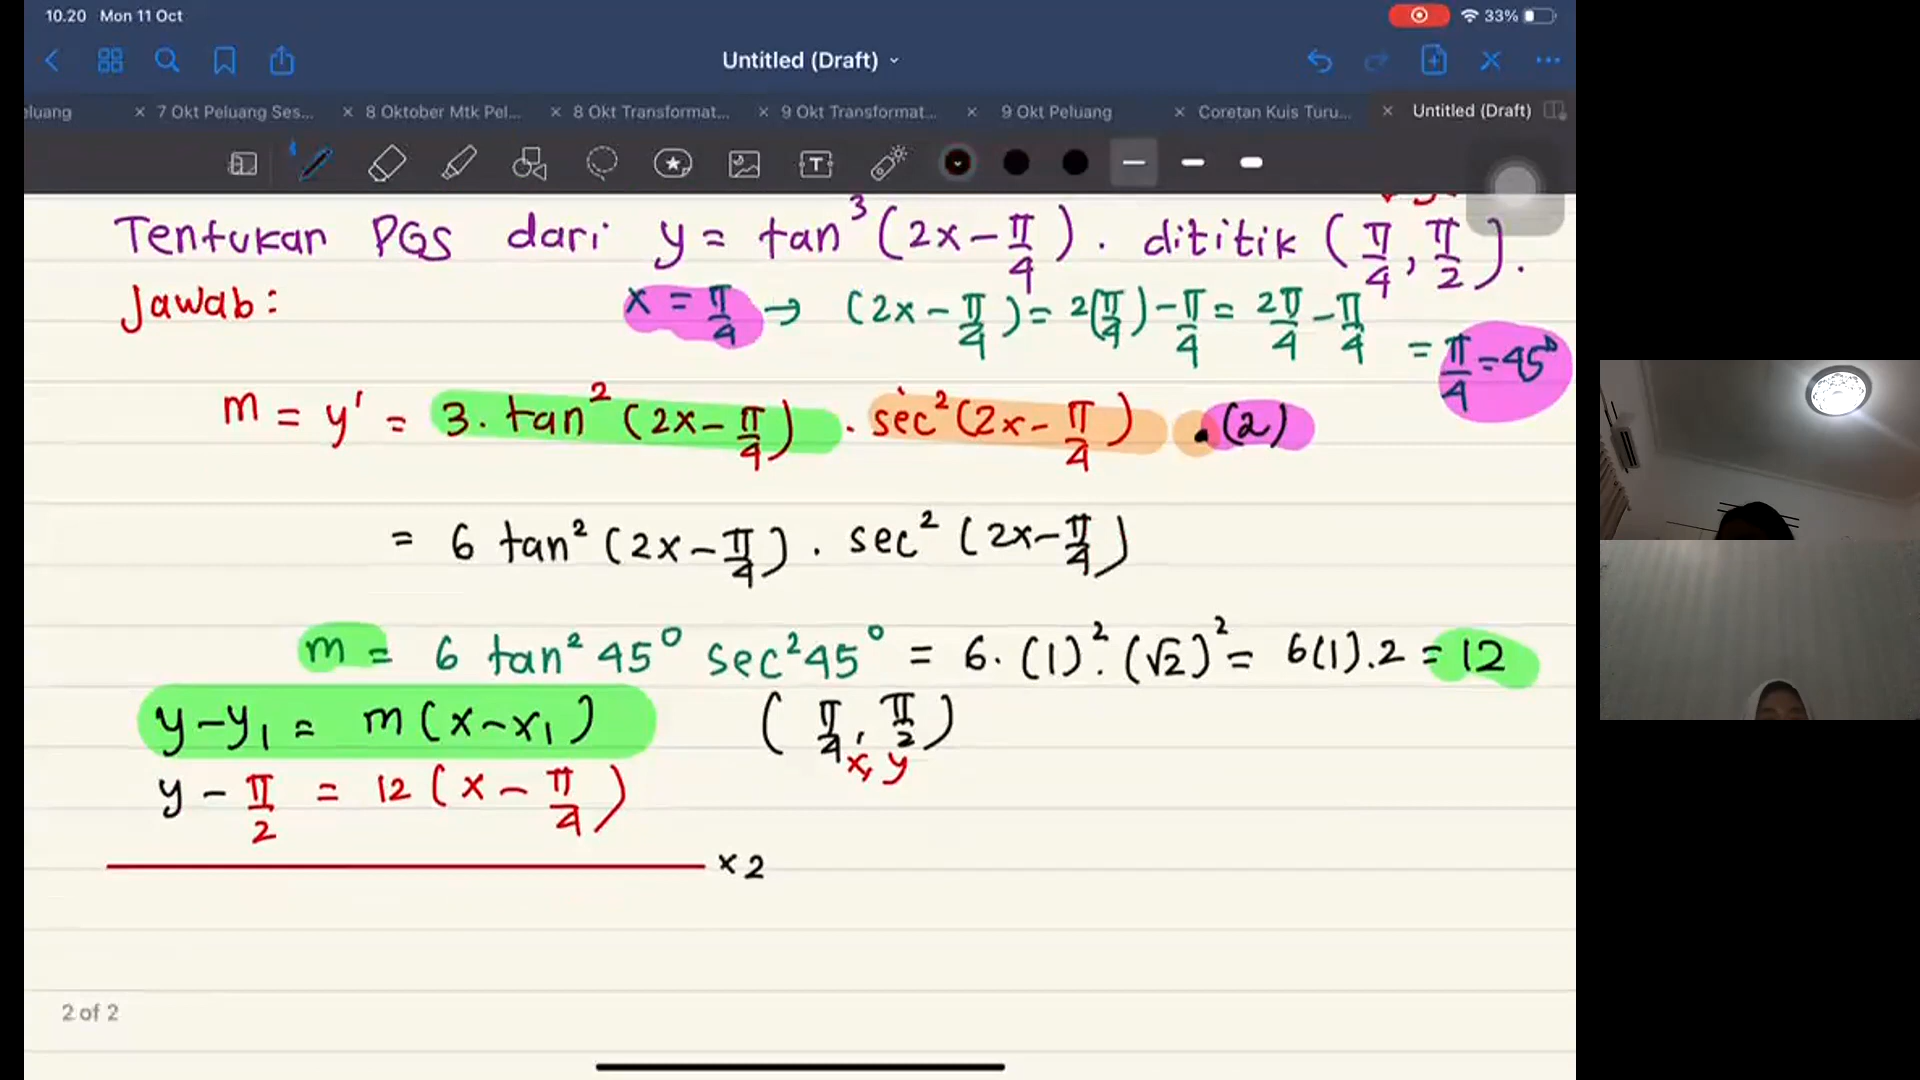 10.20 Mon 11 Oct
33%
Untitled (Draft)
eluang
7 Okt Peluang Ses...
8 Oktober Mtk Pel...
8 Okt Transformat...
9 Okt Transformat...
9 Okt Peluang
Coretan Kuis Turu...
Untitled (Draft)
Tentukan PGS dari y = tan³(2x - π/4). dititik (π/4, π/2).
Jawab:
x = π/4 → (2x - π/4) = 2(π/4) - π/4 = 2π/4 - π/4 = π/4 = 45°
m = y' = 3. tan²(2x - π/4) . sec²(2x - π/4) . (2)
= 6 tan²(2x - π/4) . sec²(2x - π/4)
m = 6 tan² 45° sec² 45° = 6. (1)². (√2)² = 6(1).2 = 12
y - y₁ = m(x - x₁) (π/4, π/2)
x, y
y - π/2 = 12(x - π/4)
×2
2 of 2